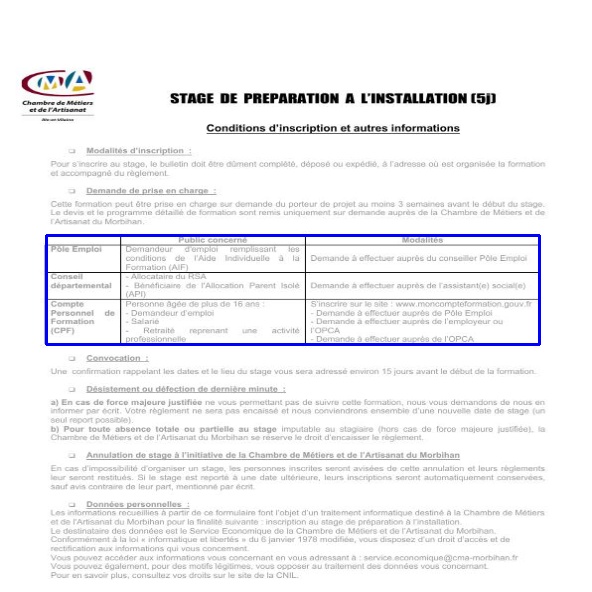 CMA
Chambre de Métiers
et de l'Artisanat
Ille-et-Vilaine
STAGE DE PREPARATION A L'INSTALLATION (5j)
Conditions d'inscription et autres informations
❑ Modalités d'inscription :
Pour s'inscrire au stage, le bulletin doit être dûment complété, déposé ou expédié, à l'adresse où est organisée la formation
et accompagné du règlement.
❑ Demande de prise en charge :
Cette formation peut être prise en charge sur demande du porteur de projet au moins 3 semaines avant le début du stage.
Le devis et le programme détaillé de formation sont remis uniquement sur demande auprès de la Chambre de Métiers et de
l'Artisanat du Morbihan.
Public concerné Modalités
Pôle Emploi
Demandeur d'emploi remplissant les
conditions de l'Aide Individuelle à la
Formation (AIF)
Demande à effectuer auprès du conseiller Pôle Emploi
Conseil
départemental
- Allocataire du RSA
- Bénéficiaire de l'Allocation Parent Isolé
(API)
Demande à effectuer auprès de l'assistant(e) social(e)
Compte
Personnel de
Formation
(CPF)
Personne âgée de plus de 16 ans :
- Demandeur d'emploi
- Salarié
- Retraité reprenant une activité
professionnelle
S'inscrire sur le site : www.moncompteformation.gouv.fr
- Demande à effectuer auprès de Pôle Emploi
- Demande à effectuer auprès de l'employeur ou
l'OPCA
- Demande à effectuer auprès de l'OPCA
❑ Convocation :
Une confirmation rappelant les dates et le lieu du stage vous sera adressé environ 15 jours avant le début de la formation.
❑ Désistement ou défection de dernière minute :
a) En cas de force majeure justifiée ne vous permettant pas de suivre cette formation, nous vous demandons de nous en
informer par écrit. Votre règlement ne sera pas encaissé et nous conviendrons ensemble d'une nouvelle date de stage (un
seul report possible).
b) Pour toute absence totale ou partielle au stage imputable au stagiaire (hors cas de force majeure justifiée), la
Chambre de Métiers et de l'Artisanat du Morbihan se réserve le droit d'encaisser le règlement.
❑ Annulation de stage à l'initiative de la Chambre de Métiers et de l'Artisanat du Morbihan
En cas d'impossibilité d'organiser un stage, les personnes inscrites seront avisées de cette annulation et leurs règlements
leur seront restitués. Si le stage est reporté à une date ultérieure, leurs inscriptions seront automatiquement conservées,
sauf avis contraire de leur part, mentionné par écrit.
❑ Données personnelles :
Les informations recueillies à partir de ce formulaire font l'objet d'un traitement informatique destiné à la Chambre de Métiers
et de l'Artisanat du Morbihan pour la finalité suivante : inscription au stage de préparation à l'installation.
Le destinataire des données est le Service Economique de la Chambre de Métiers et de l'Artisanat du Morbihan.
Conformément à la loi « informatique et libertés » du 6 janvier 1978 modifiée, vous disposez d'un droit d'accès et de
rectification aux informations qui vous concernent.
Vous pouvez accéder aux informations vous concernant en vous adressant à : service.economique@cma-morbihan.fr
Vous pouvez également, pour des motifs légitimes, vous opposer au traitement des données vous concernant.
Pour en savoir plus, consultez vos droits sur le site de la CNIL.